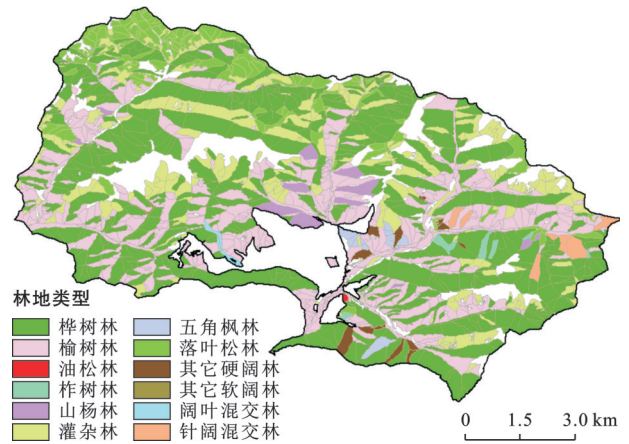 林地类型
桦树林 五角枫林
榆树林 落叶松林
油松林 其它硬阔林
柞树林 其它软阔林
山杨林 阔叶混交林
灌杂林 针阔混交林
0 1.5 3.0 km